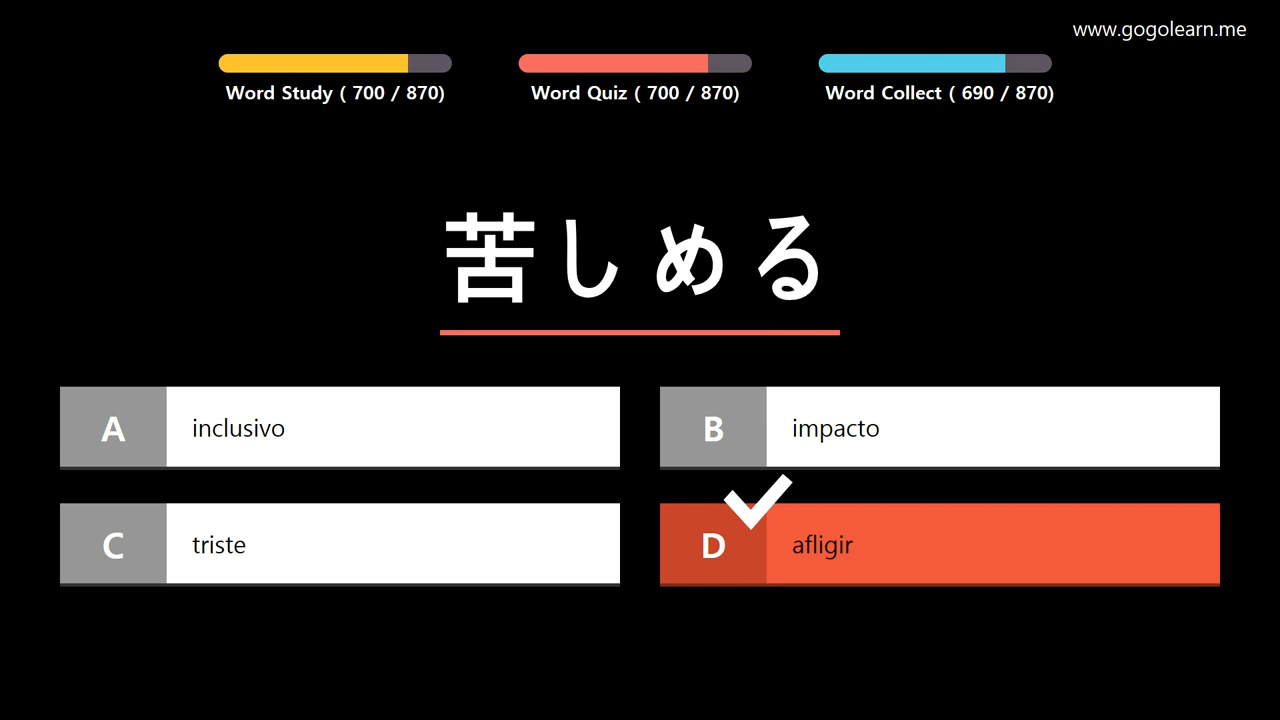 www.gogolearn.me
Word Study ( 700 / 870)
Word Quiz ( 700 / 870)
Word Collect ( 690 / 870)
苦しめる
A inclusivo
B impacto
C triste
D afligir